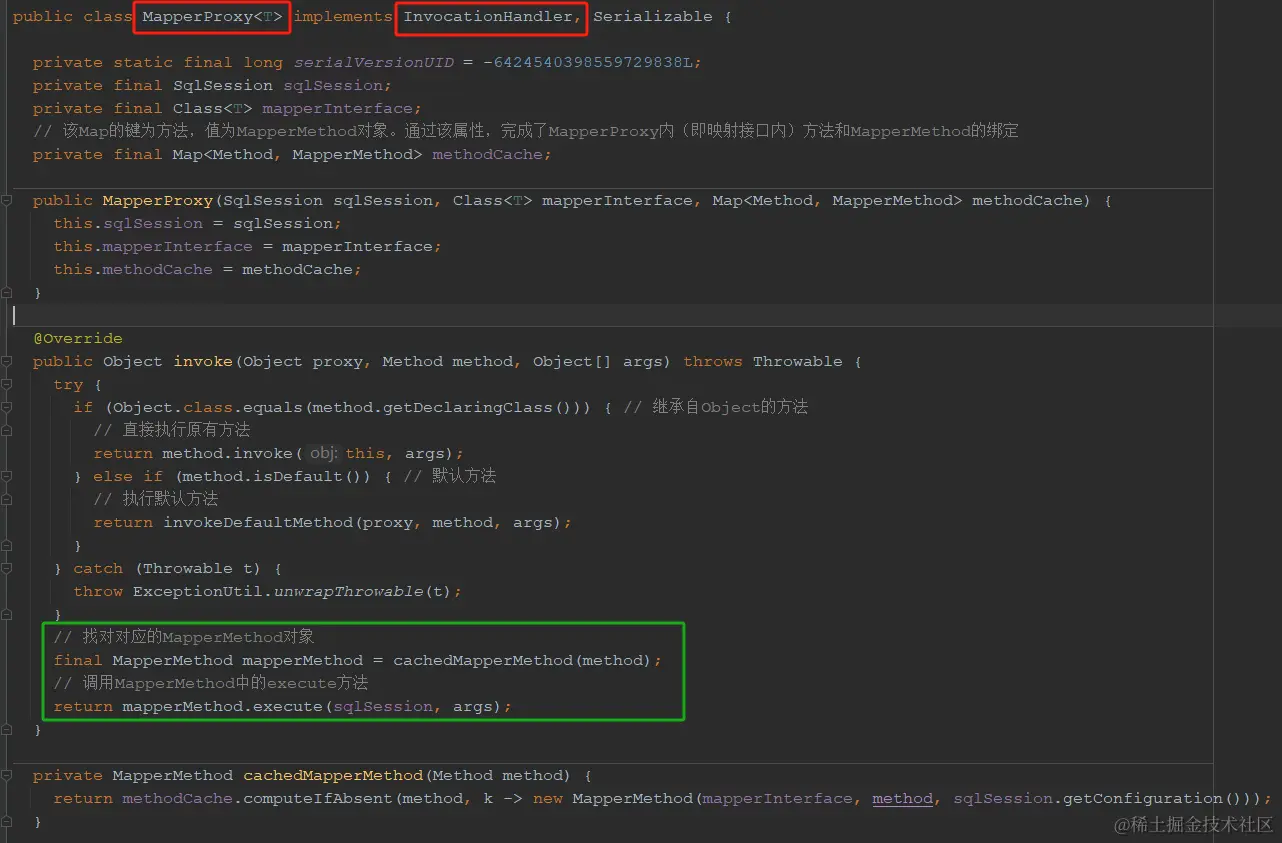 public class MapperProxy<T> implements InvocationHandler, Serializable {
private static final long serialVersionUID = -6424540398559729838L;
private final SqlSession sqlSession;
private final Class<T> mapperInterface;
// 该Map的键为方法，值为MapperMethod对象。通过该属性，完成了MapperProxy内（即映射接口内）方法和MapperMethod的绑定
private final Map<Method, MapperMethod> methodCache;
public MapperProxy(SqlSession sqlSession, Class<T> mapperInterface, Map<Method, MapperMethod> methodCache) {
this.sqlSession = sqlSession;
this.mapperInterface = mapperInterface;
this.methodCache = methodCache;
}
@Override
public Object invoke(Object proxy, Method method, Object[] args) throws Throwable {
try {
if (Object.class.equals(method.getDeclaringClass())) { // 继承自Object的方法
// 直接执行原有方法
return method.invoke( obj: this, args);
} else if (method.isDefault()) { // 默认方法
// 执行默认方法
return invokeDefaultMethod(proxy, method, args);
}
} catch (Throwable t) {
throw ExceptionUtil.unwrapThrowable(t);
}
// 找对对应的MapperMethod对象
final MapperMethod mapperMethod = cachedMapperMethod(method);
// 调用MapperMethod中的execute方法
return mapperMethod.execute(sqlSession, args);
}
private MapperMethod cachedMapperMethod(Method method) {
return methodCache.computeIfAbsent(method, k -> new MapperMethod(mapperInterface, method, sqlSession.getConfiguration()));
}
@稀土掘金技术社区